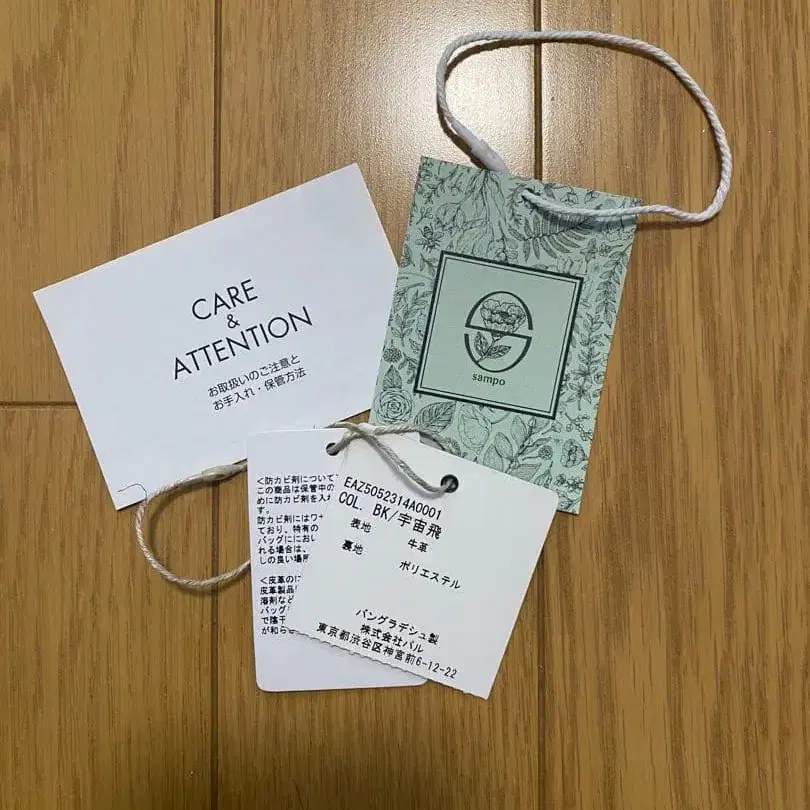 CARE
&
ATTENTION
お取扱いのご注意と
お手入れ・保管方法
sampo
<防カビ剤について
この商品は保管中の
めに防カビ剤を入
す。
防カビ剤にはワ
ており、特有の
バッグににおい
れる場合は、
しの良い場所
<皮革の
皮革製品
溶剤など
バッグ
で陰干
が和ら
EAZ5052314A0001
COL. BK/宇宙飛
表地 牛革
裏地 ポリエステル
バングラデシュ製
株式会社パル
東京都渋谷区神宮前6-12-22